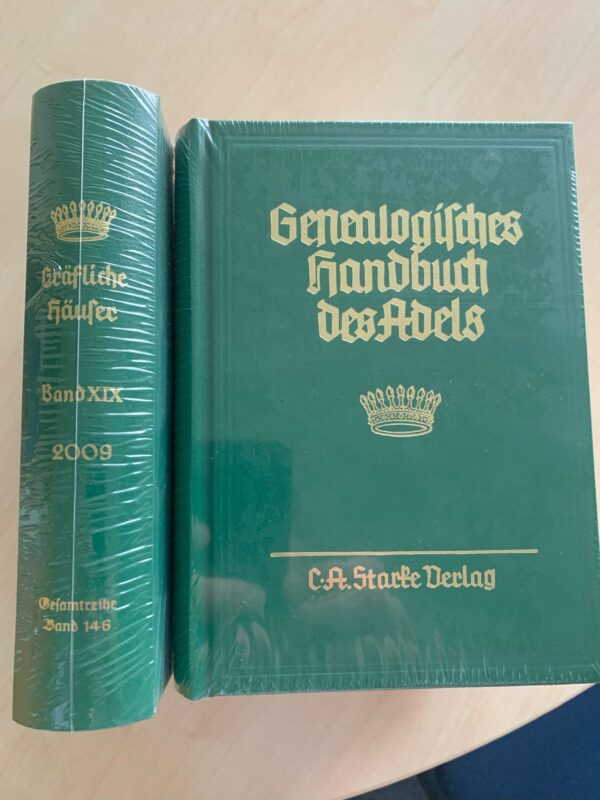 Gräfliche
Häuser
Band XIX
2009
Gesamtreihe
Band 146
Genealogisches
Handbuch
des Adels
C.A. Starke Verlag